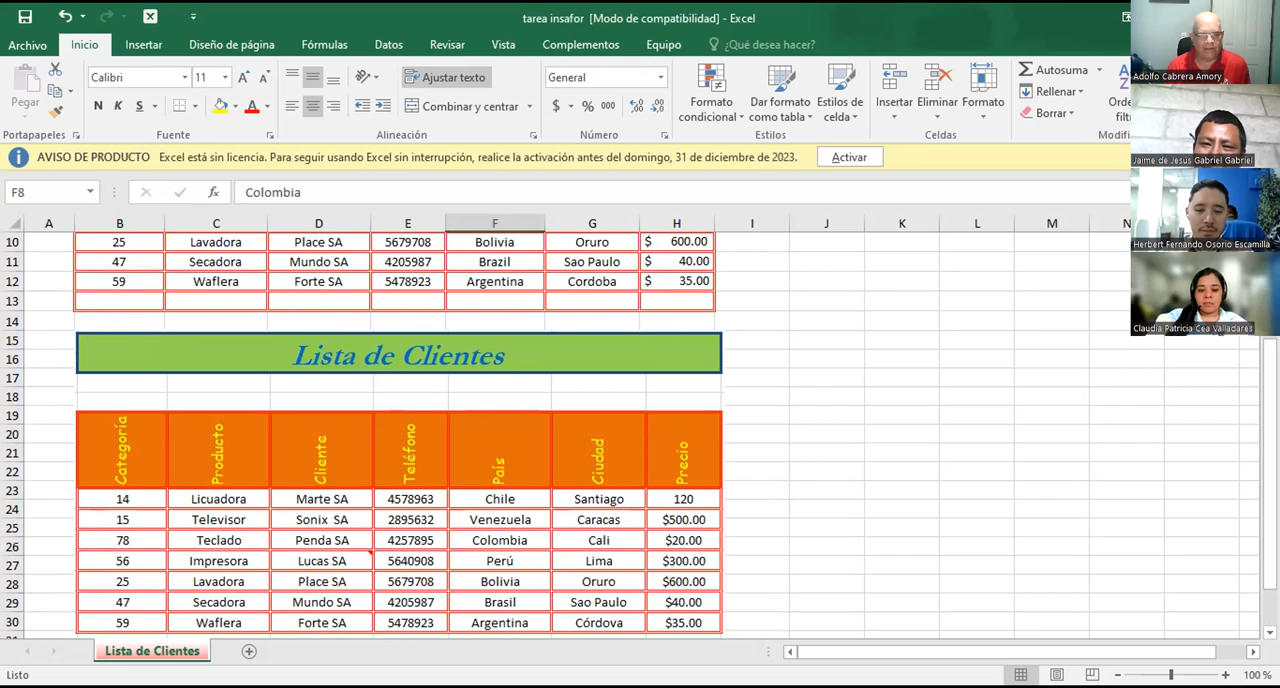 tarea insafor [Modo de compatibilidad] - Excel
Archivo Inicio Insertar Diseño de página Fórmulas Datos Revisar Vista Complementos Equipo ¿Qué desea hacer?
Calibri 11 Ajustar texto General
Pegar N K S Combinar y centrar $ % 000
Formato condicional Dar formato como tabla Estilos de celda Insertar Eliminar Formato
Autosuma
Rellenar
Borrar
Portapapeles Fuente Alineación Número Estilos Celdas
AVISO DE PRODUCTO Excel está sin licencia. Para seguir usando Excel sin interrupción, realice la activación antes del domingo, 31 de diciembre de 2023. Activar
F8 fx Colombia
A B C D E F G H I J K L M N
10 25 Lavadora Place SA 5679708 Bolivia Oruro $ 600.00
11 47 Secadora Mundo SA 4205987 Brazil Sao Paulo $ 40.00
12 59 Waflera Forte SA 5478923 Argentina Cordoba $ 35.00
13
14
15
Lista de Clientes
16
17
18
19
20
Categoría Producto Cliente Teléfono País Ciudad Precio
21
22
23 14 Licuadora Marte SA 4578963 Chile Santiago 120
24 15 Televisor Sonix SA 2895632 Venezuela Caracas $500.00
25 78 Teclado Penda SA 4257895 Colombia Cali $20.00
26 56 Impresora Lucas SA 5640908 Perú Lima $300.00
27
28 25 Lavadora Place SA 5679708 Bolivia Oruro $600.00
29 47 Secadora Mundo SA 4205987 Brasil Sao Paulo $40.00
30 59 Waflera Forte SA 5478923 Argentina Córdova $35.00
Lista de Clientes
Listo 100 %
Adolfo Cabrera Amory
Jaime de Jesus Gabriel Gabriel
Herbert Fernando Osorio Escamilla
Claudia Patricia Cea Valladares